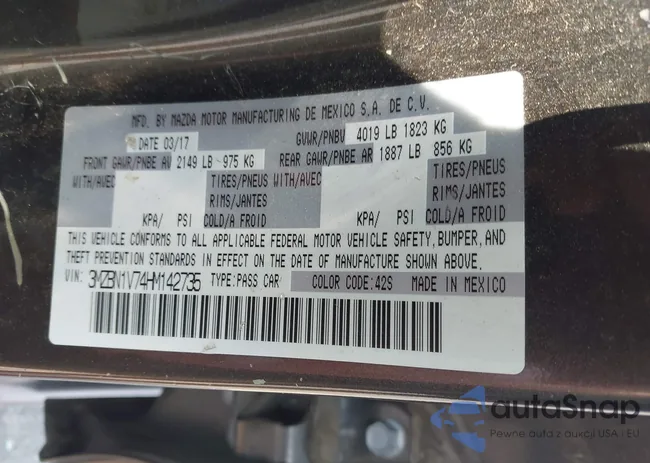 MFD. BY MAZDA MOTOR MANUFACTURING DE MEXICO S.A. DE C.V.
DATE 03/17 GVWR/PNBV 4019 LB 1823 KG
FRONT GAWR/PNBE AV 2149 LB 975 KG REAR GAWR/PNBE AR 1887 LB 856 KG
WITH/AVEC TIRES/PNEUS WITH/AVEC TIRES/PNEUS
RIMS/JANTES RIMS/JANTES
KPA/ PSI COLD/A FROID KPA/ PSI COLD/A FROID
THIS VEHICLE CONFORMS TO ALL APPLICABLE FEDERAL MOTOR VEHICLE SAFETY, BUMPER, AND
THEFT PREVENTION STANDARDS IN EFFECT ON THE DATE OF MANUFACTURE SHOWN ABOVE.
VIN: 3MZBN1V74HM142735 TYPE:PASS CAR COLOR CODE:42S MADE IN MEXICO
autoSnap
Pewne auta z aukcji USA i EU